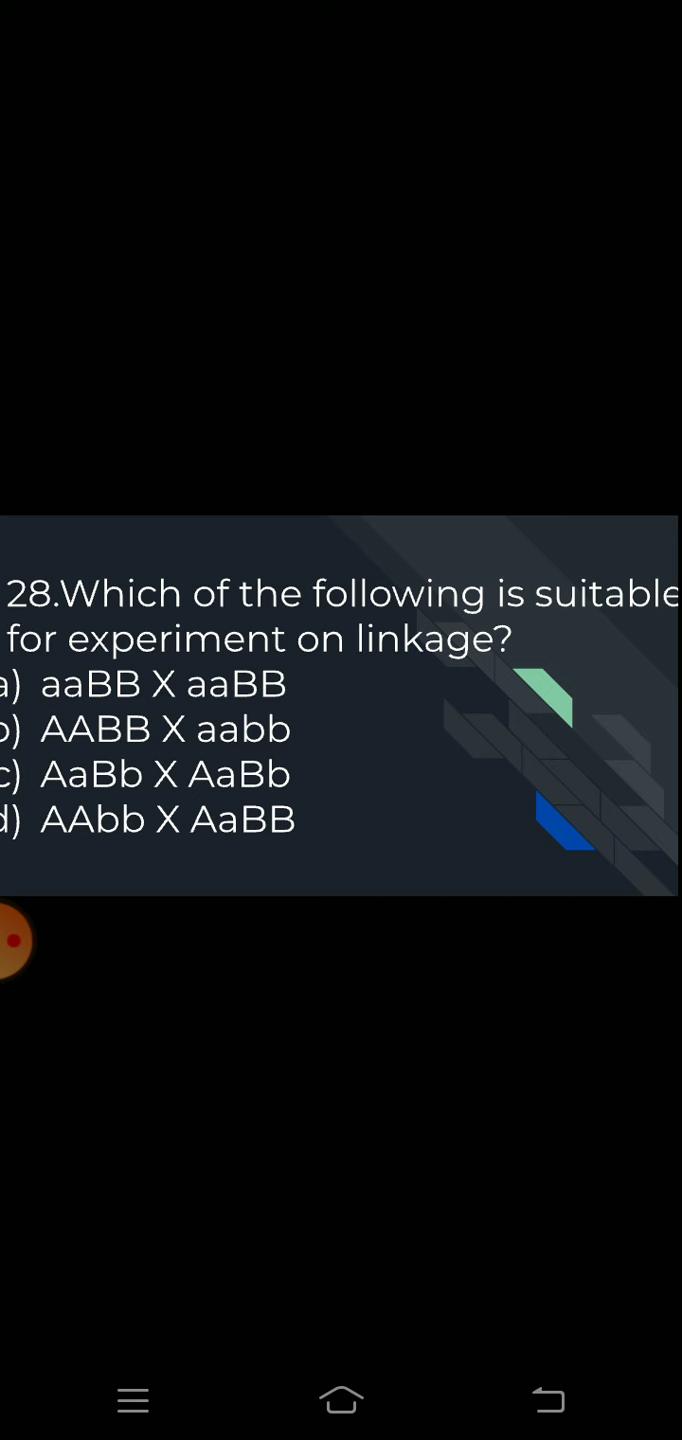 28.Which of the following is suitable
for experiment on linkage?
a) aaBB X aaBB
b) AABB X aabb
c) AaBb X AaBb
d) AAbb X AaBB